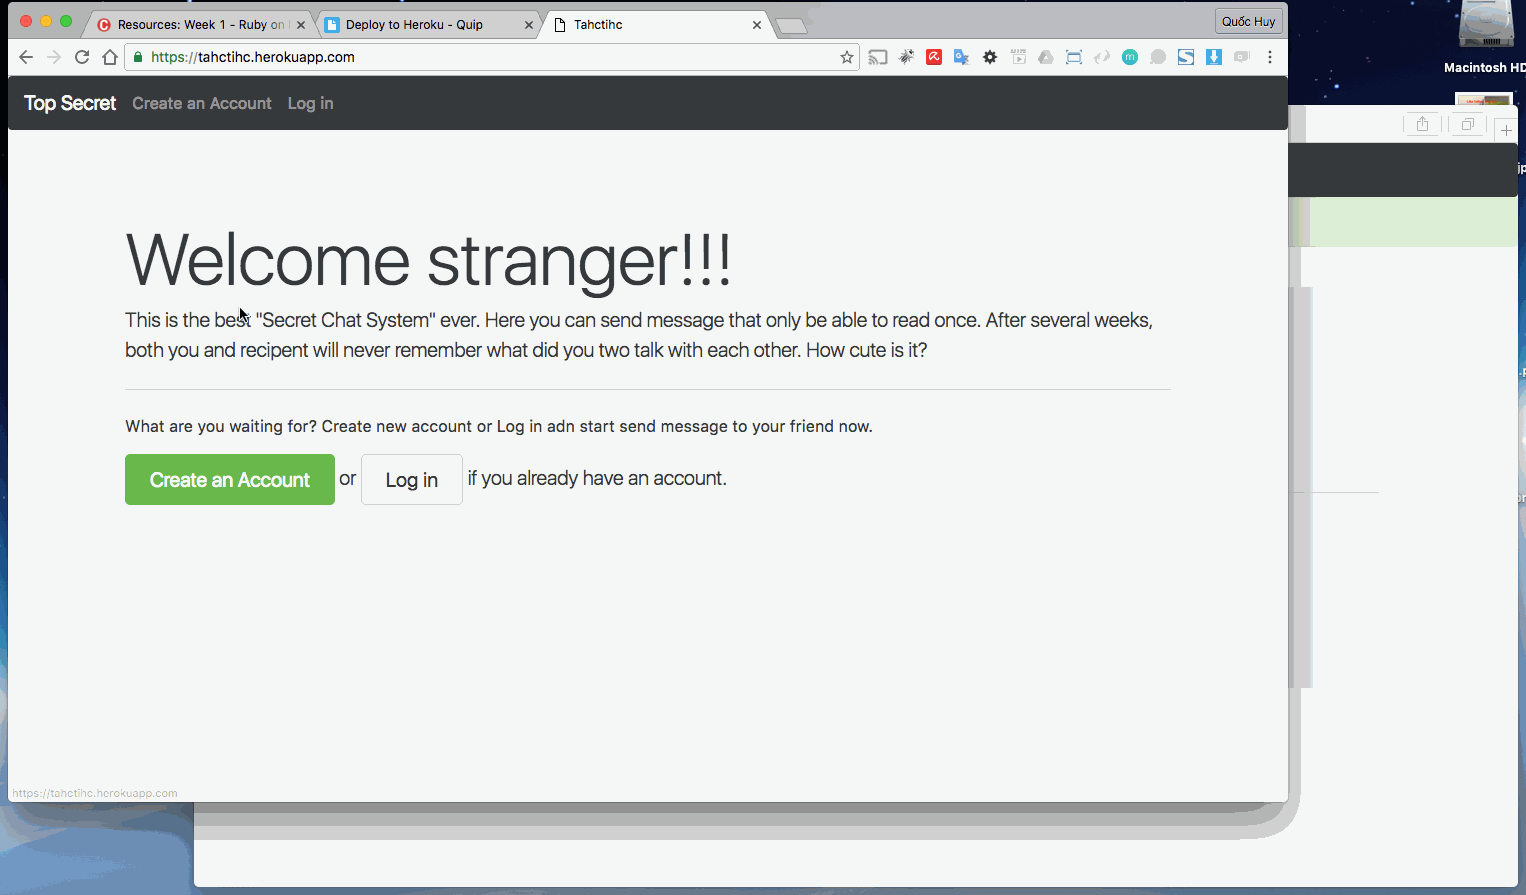 Resources: Week 1 - Ruby on
Deploy to Heroku - Quip
Tahctihc
Quốc Huy
https://tahctihc.herokuapp.com
Macintosh HD
Top Secret Create an Account Log in
Welcome stranger!!!
This is the best "Secret Chat System" ever. Here you can send message that only be able to read once. After several weeks,
both you and recipent will never remember what did you two talk with each other. How cute is it?
What are you waiting for? Create new account or Log in adn start send message to your friend now.
Create an Account or Log in if you already have an account.
https://tahctihc.herokuapp.com